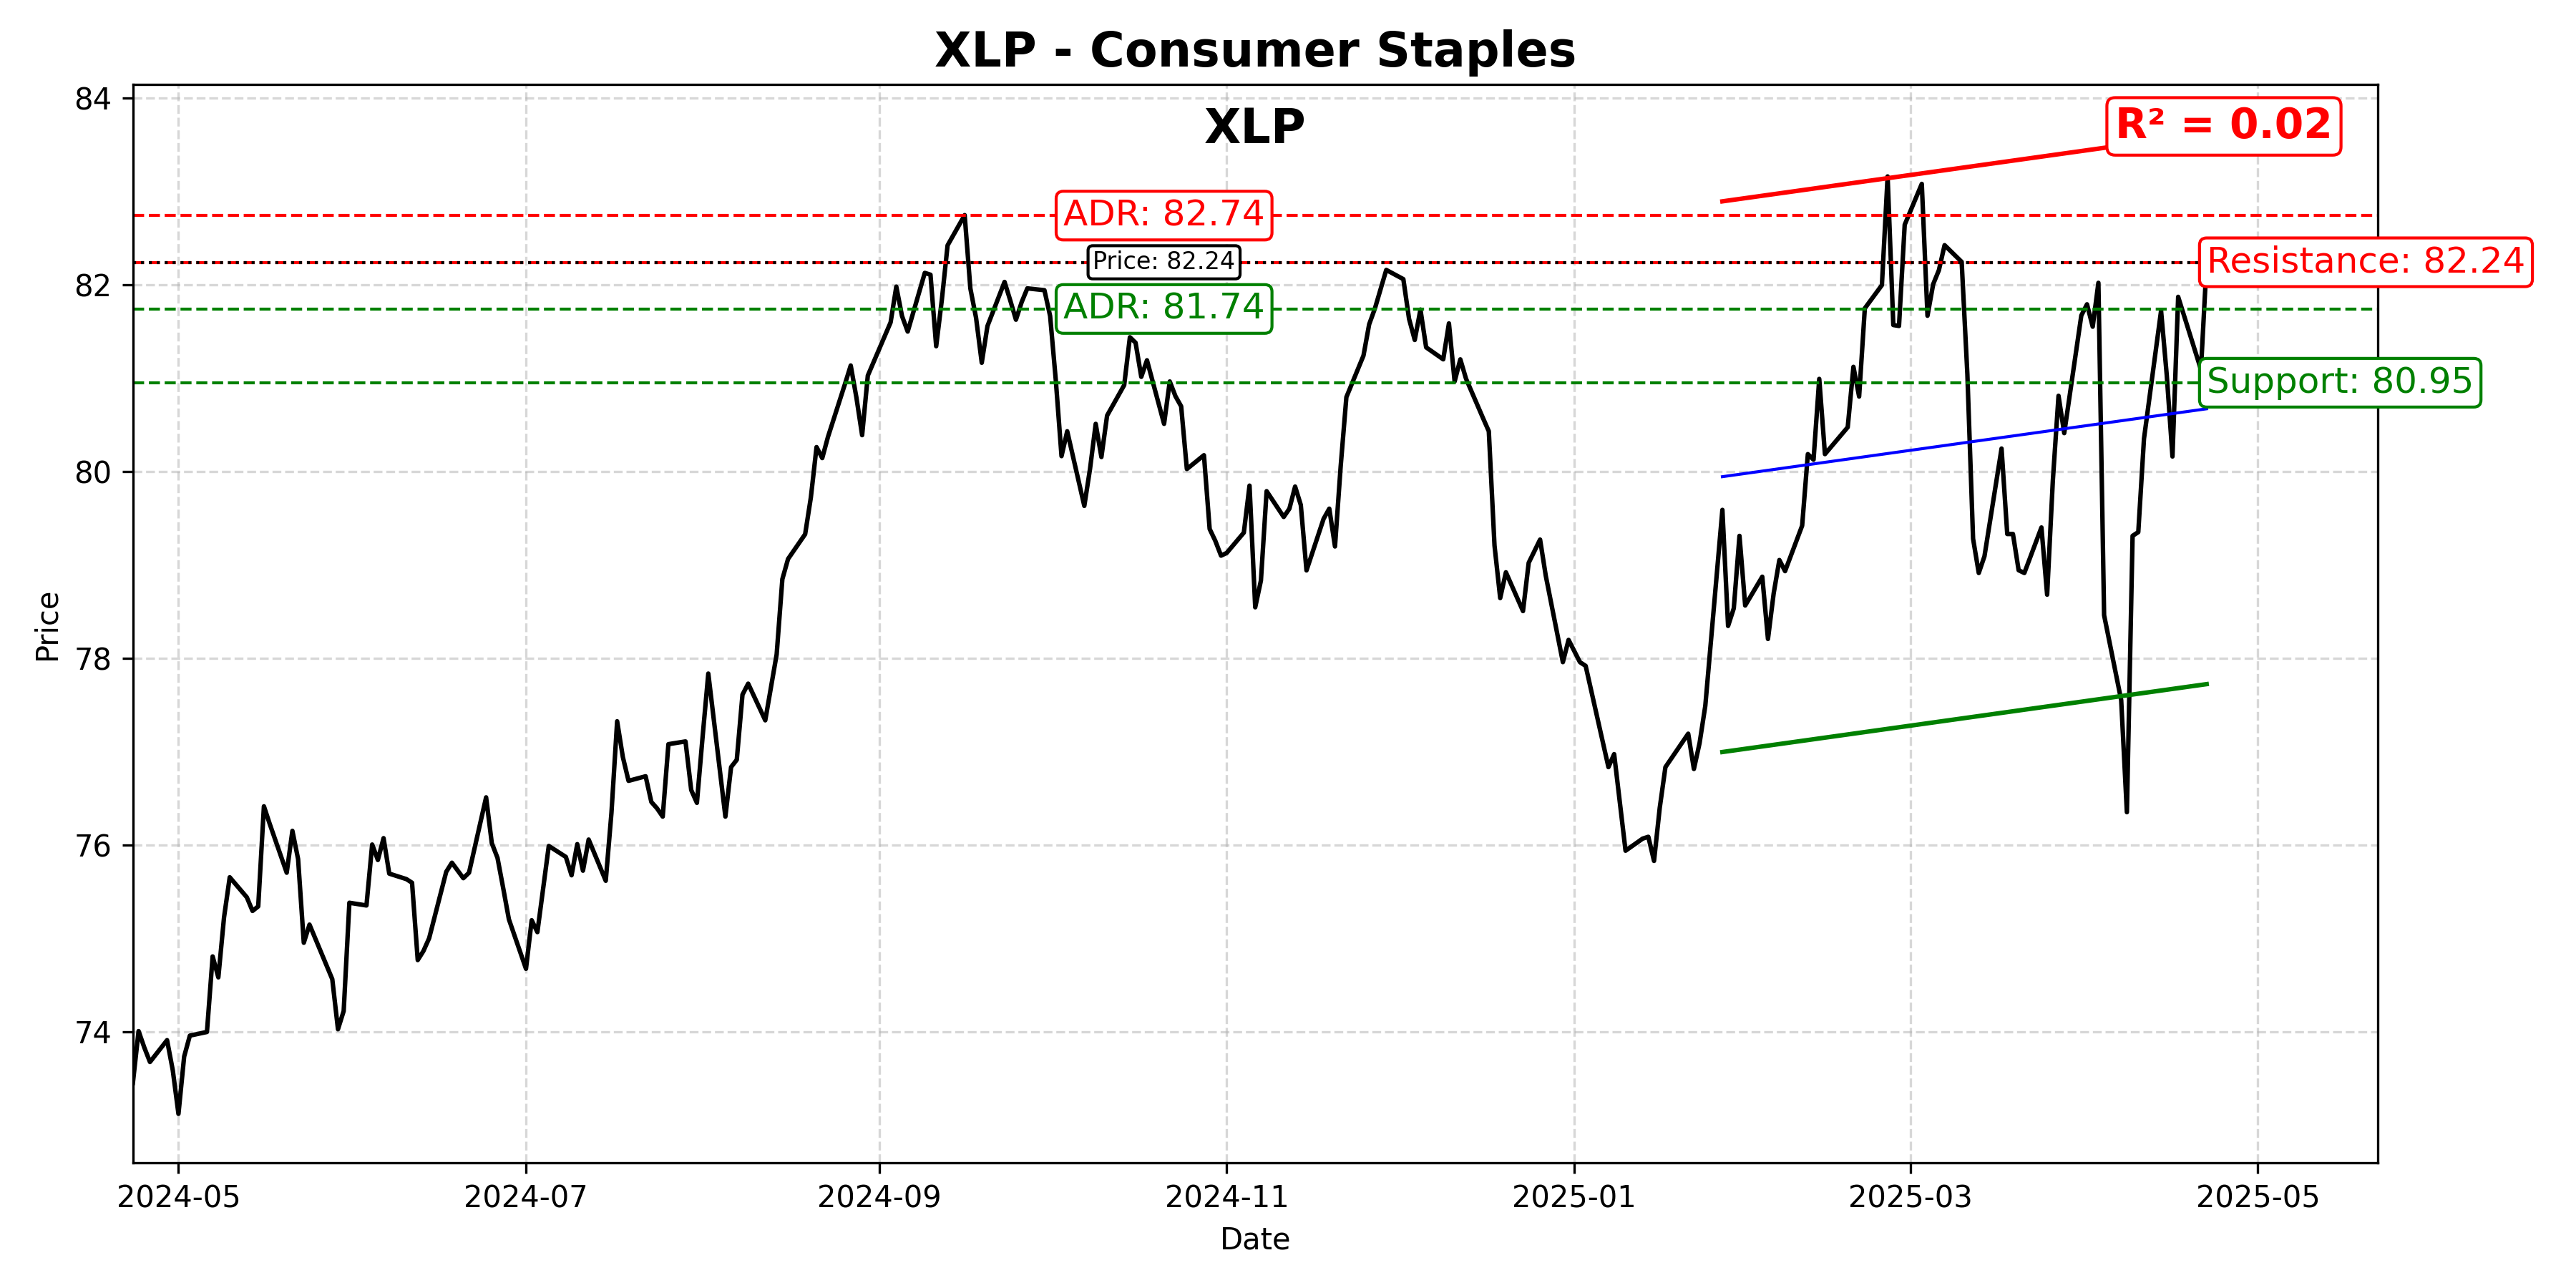 XLP - Consumer Staples
84
XLP
R² = 0.02
ADR: 82.74
Price: 82.24
Resistance: 82.24
82
ADR: 81.74
Support: 80.95
80
78
76
74
Price
2024-05
2024-07
2024-09
2024-11
2025-01
2025-03
2025-05
Date